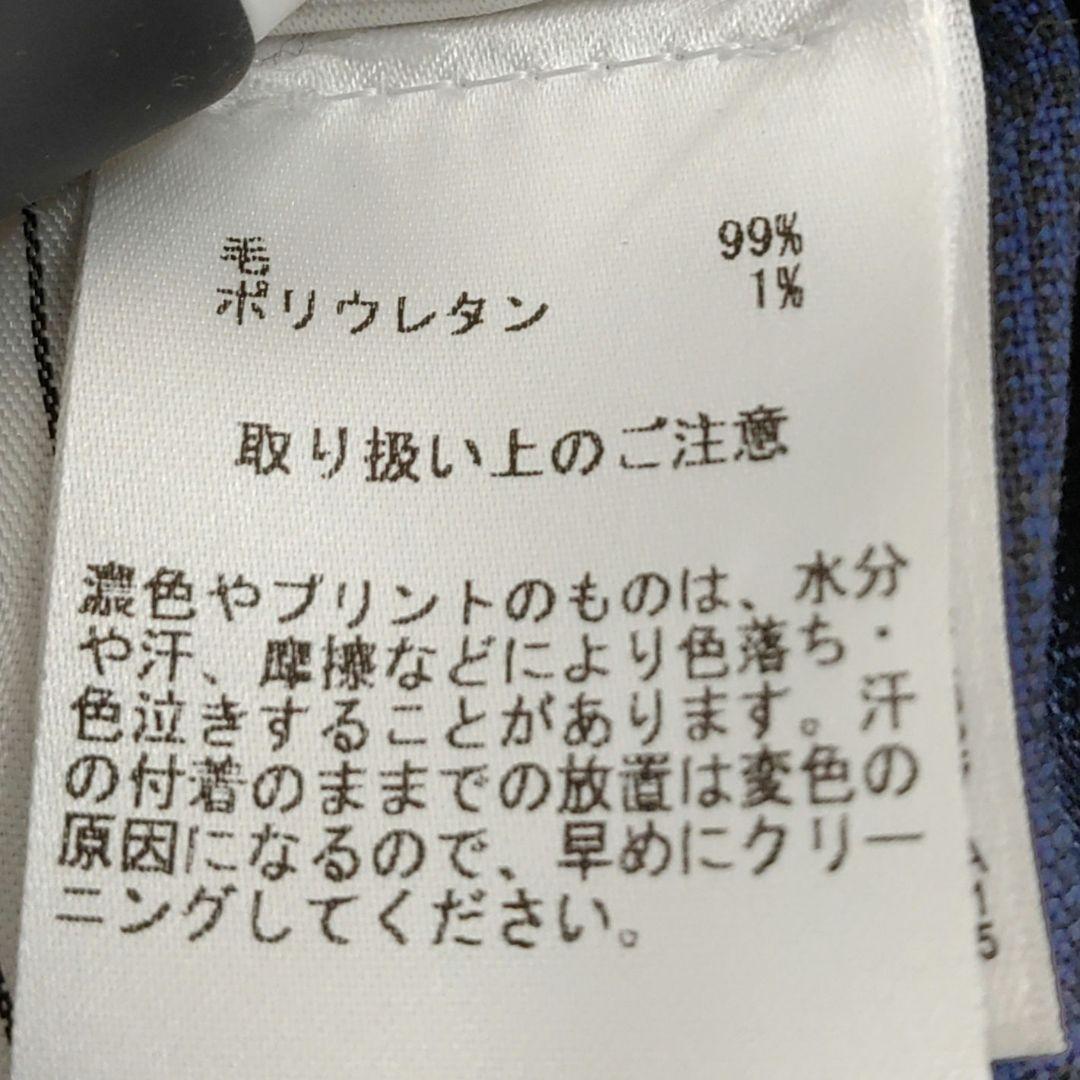 毛 99%
ポリウレタン 1%
取り扱い上のご注意
濃色やプリントのものは、水分
や汗、摩擦などにより色落ち・
色泣きすることがあります。汗
の付着のままでの放置は変色の
原因になるので、早めにクリー
ニングしてください。
15